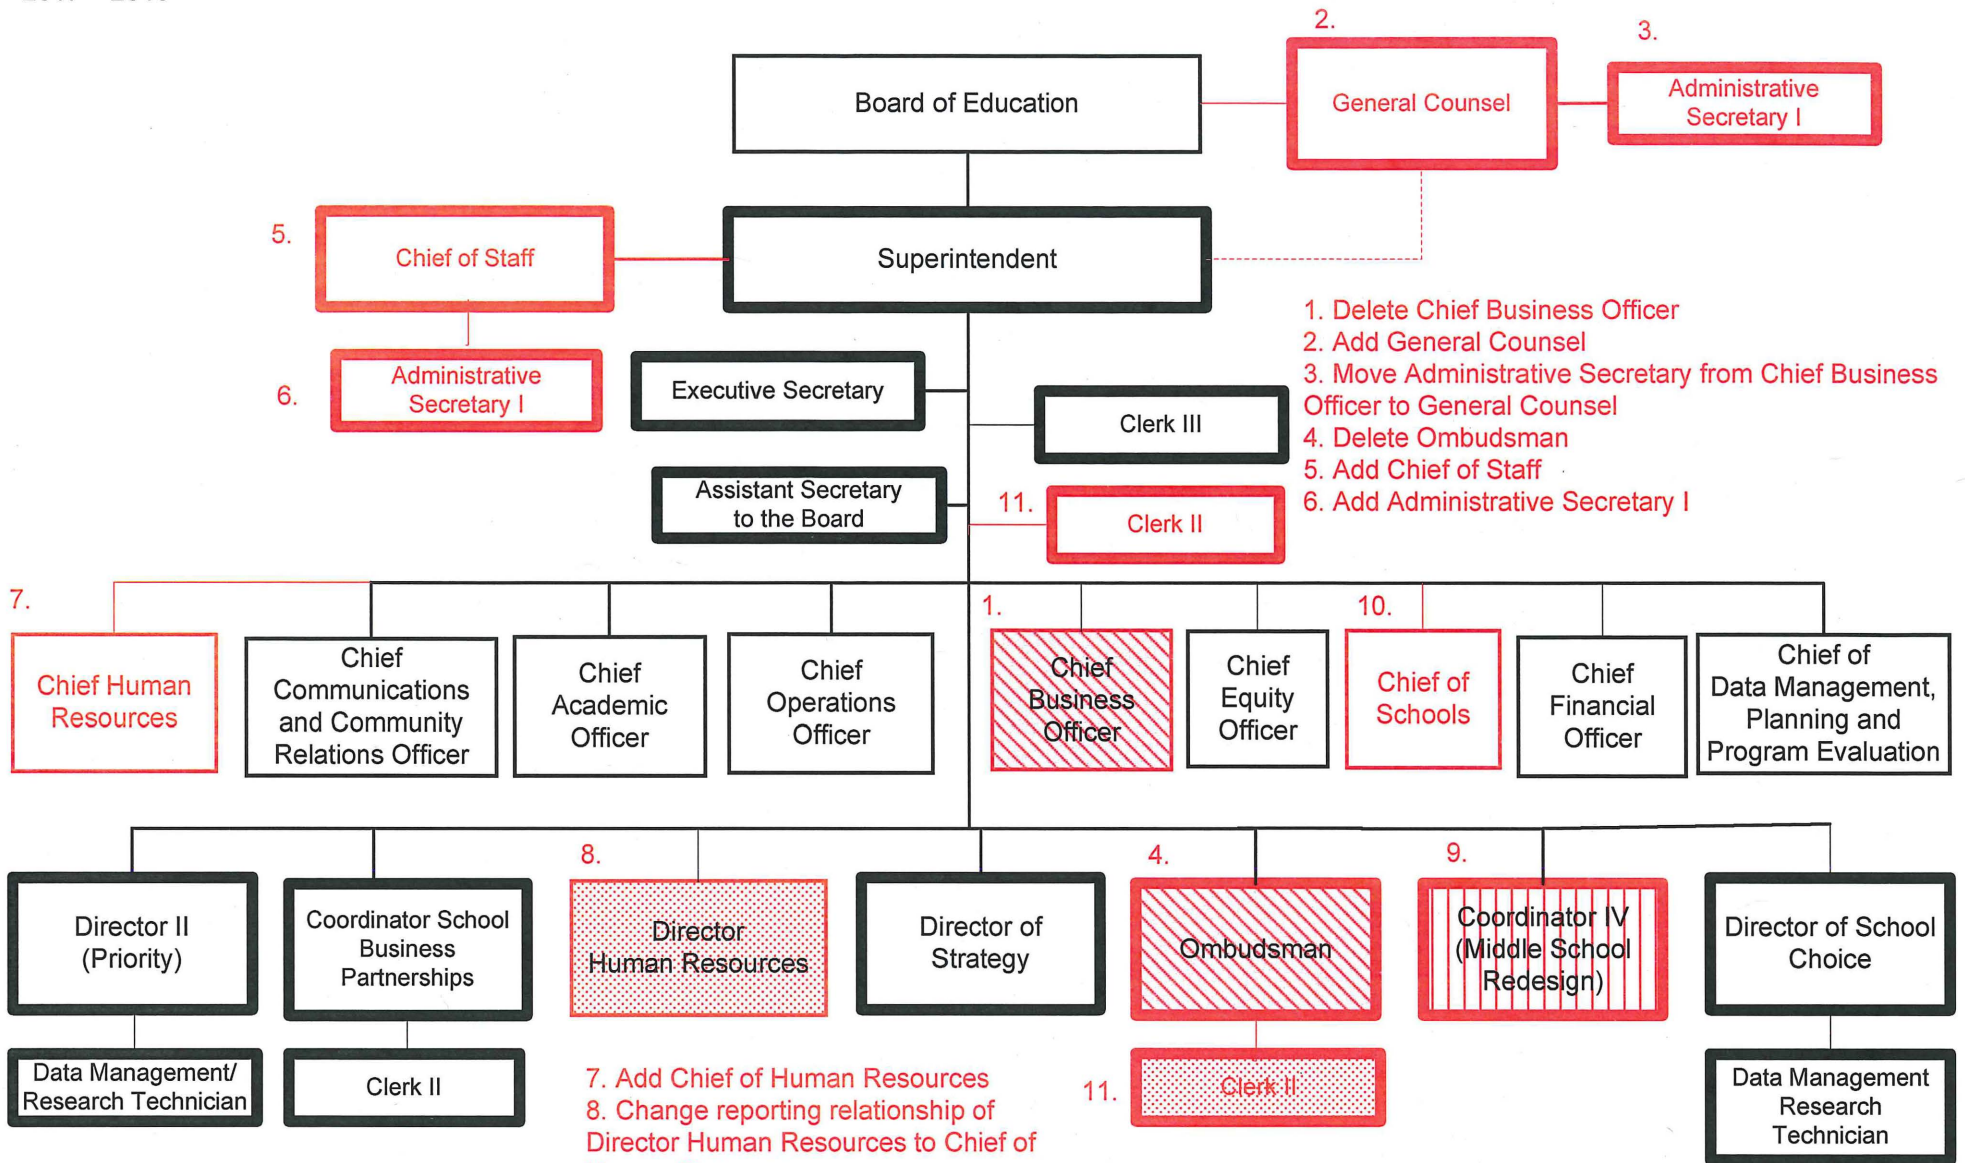 2.
3.
Board of Education
General Counsel
Administrative
Secretary I
5.
Chief of Staff
Superintendent
1. Delete Chief Business Officer
2. Add General Counsel
3. Move Administrative Secretary from Chief Business
Officer to General Counsel
4. Delete Ombudsman
5. Add Chief of Staff
6. Add Administrative Secretary I
6.
Administrative
Secretary I
Executive Secretary
Clerk III
Assistant Secretary
to the Board
11.
Clerk II
7.
Chief Human
Resources
Chief
Communications
and Community
Relations Officer
Chief
Academic
Officer
Chief
Operations
Officer
1.
Chief
Business
Officer
Chief
Equity
Officer
10.
Chief of
Schools
Chief
Financial
Officer
Chief of
Data Management,
Planning and
Program Evaluation
Director II
(Priority)
Coordinator School
Business
Partnerships
8.
Director
Human Resources
Director of
Strategy
4.
Ombudsman
9.
Coordinator IV
(Middle School
Redesign)
Director of School
Choice
Data Management/
Research Technician
Clerk II
7. Add Chief of Human Resources
8. Change reporting relationship of
Director Human Resources to Chief of
11.
Clerk II
Data Management
Research
Technician